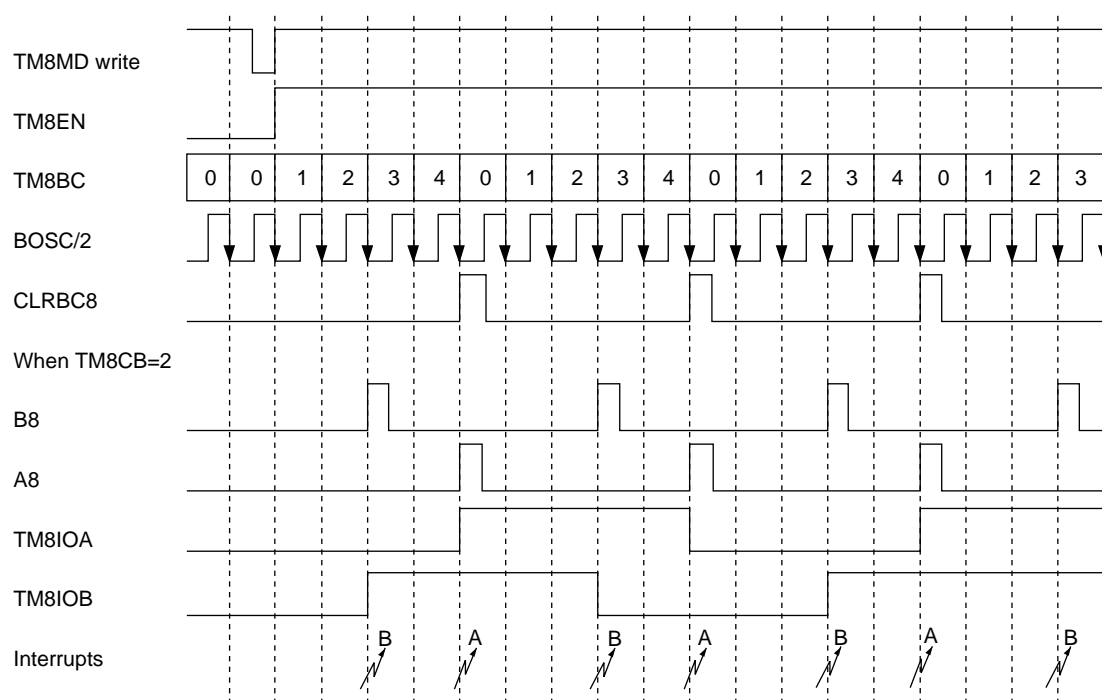 TM8MD write
TM8EN
TM8BC 0 0 1 2 3 4 0 1 2 3 4 0 1 2 3 4 0 1 2 3
BOSC/2
CLRBC8
When TM8CB=2
B8
A8
TM8IOA
TM8IOB
B A B A B A B
Interrupts